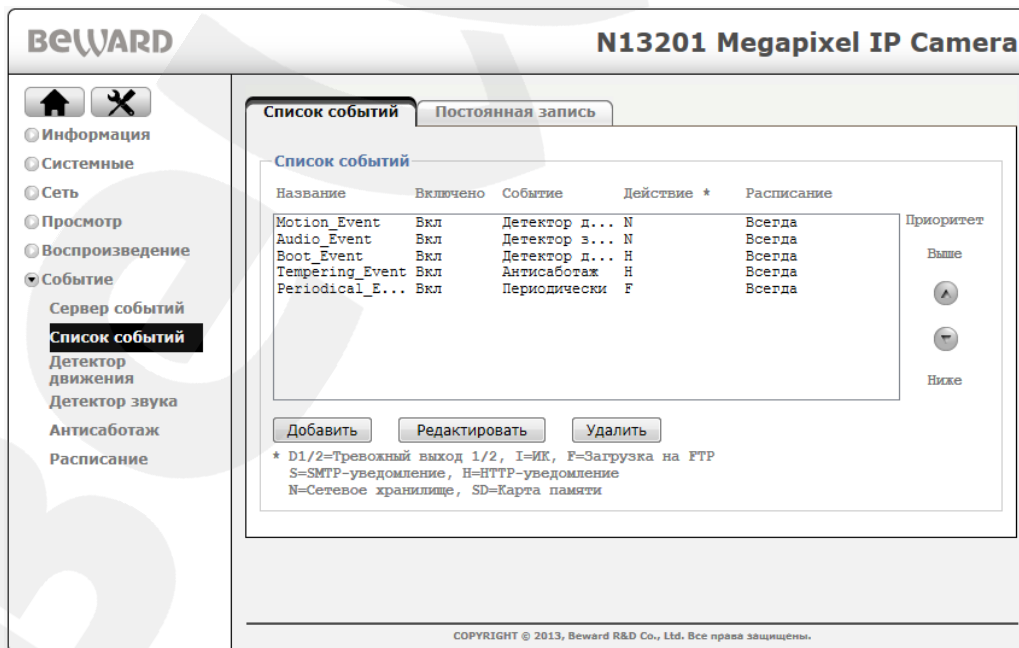 BEWARD
N13201 Megapixel IP Camera
Информация
Системные
Сеть
Просмотр
Воспроизведение
Событие
Сервер событий
Список событий
Детектор
движения
Детектор звука
Антисаботаж
Расписание
Список событий Постоянная запись
Список событий
Название Включено Событие Действие * Расписание
Motion_Event Вкл Детектор д... N Всегда
Audio_Event Вкл Детектор з... N Всегда
Boot_Event Вкл Детектор д... H Всегда
Tempering_Event Вкл Антисаботаж H Всегда
Periodical_E... Вкл Периодически F Всегда
Приоритет
Выше
Ниже
Добавить Редактировать Удалить
* D1/2=Тревожный выход 1/2, I=ИК, F=Загрузка на FTP
S=SMTP-уведомление, H=HTTP-уведомление
N=Сетевое хранилище, SD=Карта памяти
COPYRIGHT © 2013, Beward R&D Co., Ltd. Все права защищены.